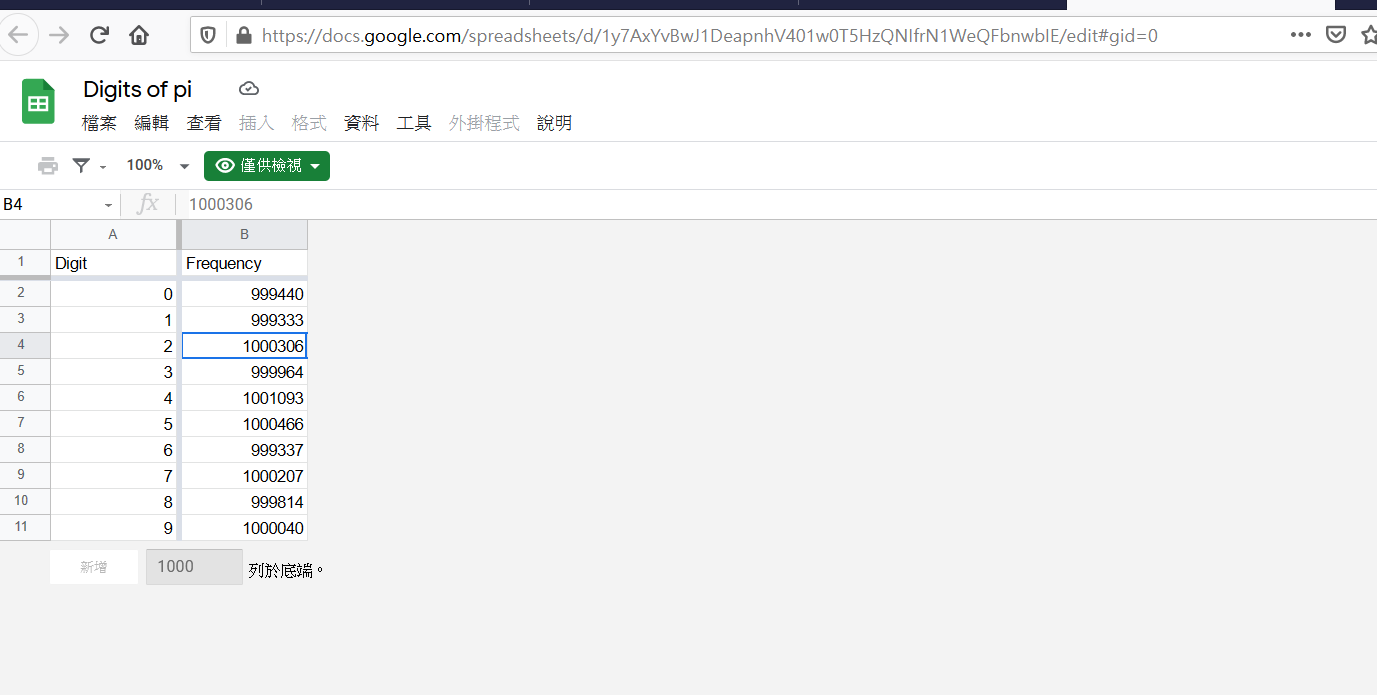 https://docs.google.com/spreadsheets/d/1y7AxYvBwJ1DeapnhV401w0T5HzQNIfrN1WeQFbnwbIE/edit#gid=0
Digits of pi
檔案 編輯 查看 插入 格式 資料 工具 外掛程式 說明
100% 僅供檢視
B4 fx 1000306
A B
1 Digit Frequency
2 0 999440
3 1 999333
4 2 1000306
5 3 999964
6 4 1001093
7 5 1000466
8 6 999337
9 7 1000207
10 8 999814
11 9 1000040
新增 1000 列於底端。